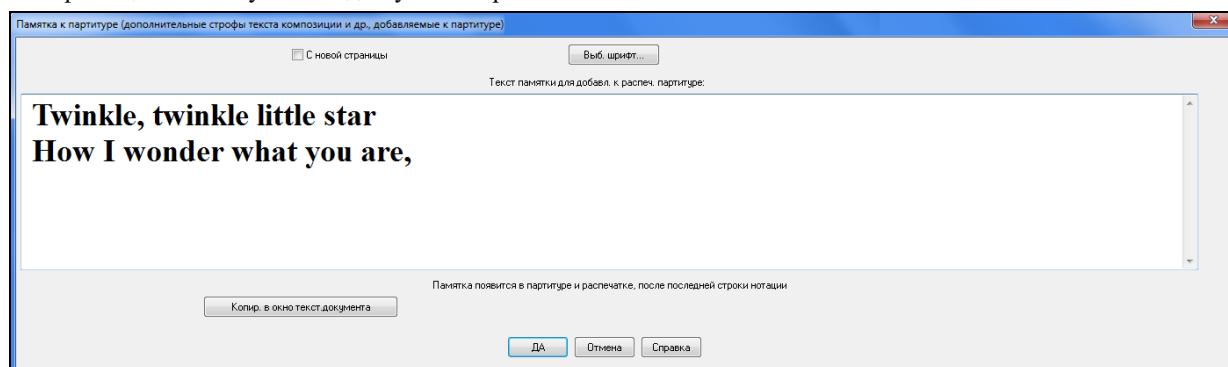 Памятка к партитуре (дополнительные строфы текста композиции и др., добавляемые к партитуре)
С новой страницы
Выб. шрифт...
Текст памятки для добавл. к распеч. партитуре:
Twinkle, twinkle little star
How I wonder what you are,
Памятка появится в партитуре и распечатке, после последней строки нотации
Копир. в окно текст.документа
ДА Отмена Справка